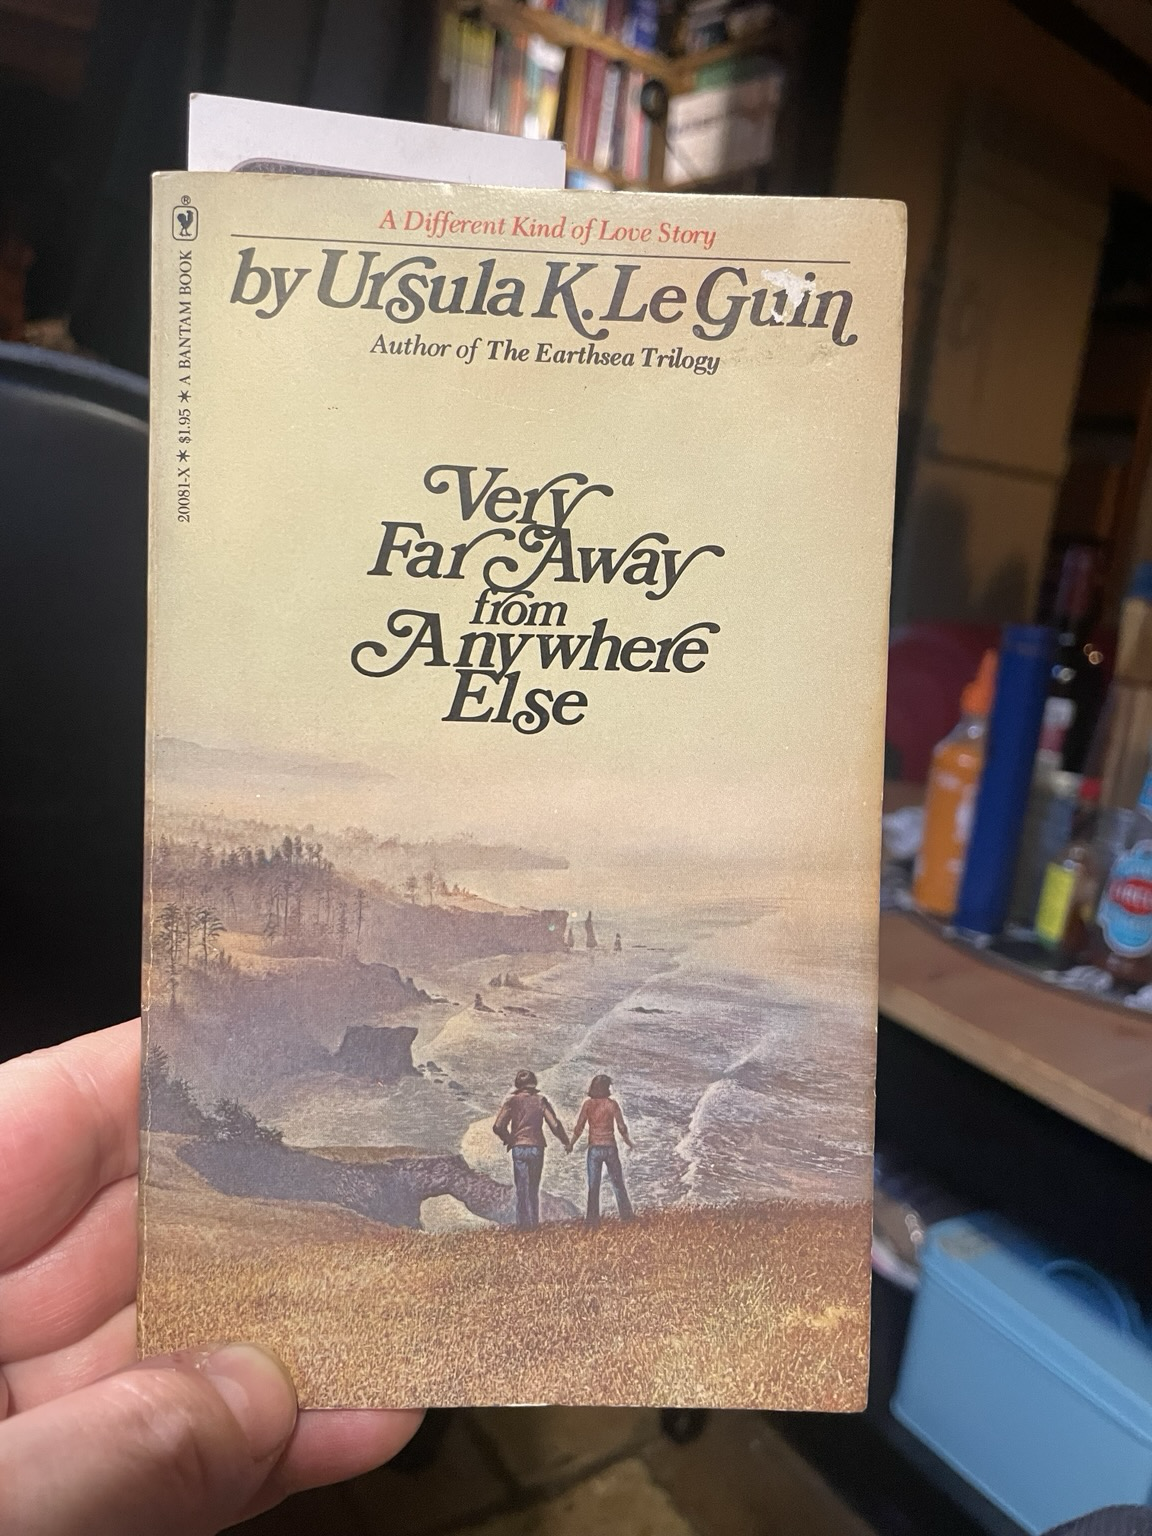 A Different Kind of Love Story
by Ursula K. Le Guin
Author of The Earthsea Trilogy
Very
Far Away
from
Anywhere
Else
20081-X * $1.95 * A BANTAM BOOK ®